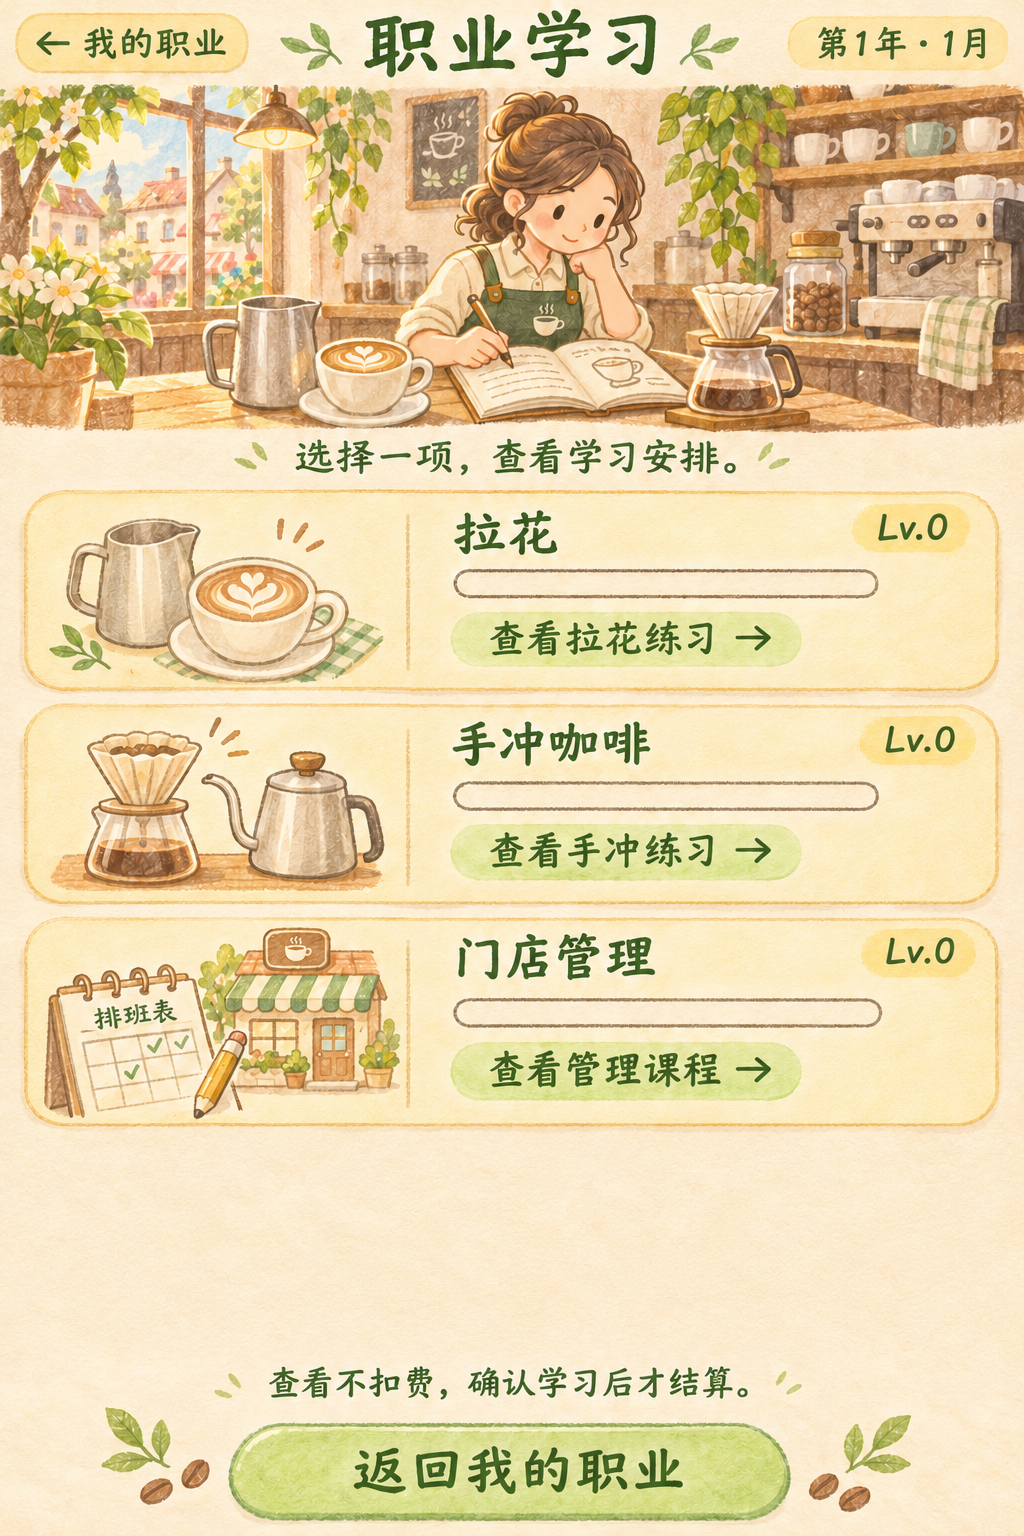 ← 我的职业
职业学习
第1年·1月
选择一项，查看学习安排。
拉花
Lv.0
查看拉花练习 →
手冲咖啡
Lv.0
查看手冲练习 →
排班表
门店管理
Lv.0
查看管理课程 →
查看不扣费，确认学习后才结算。
返回我的职业